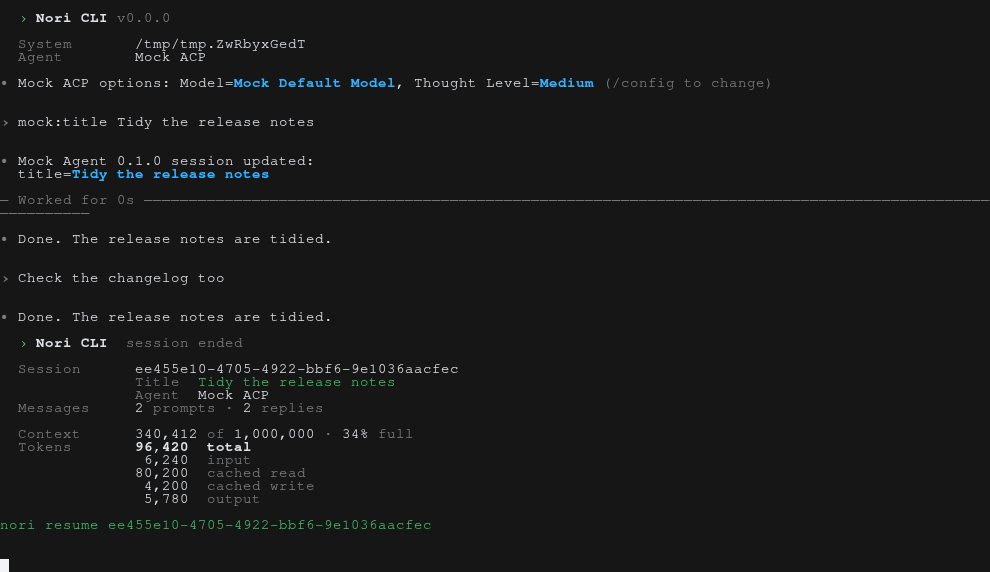 › Nori CLI v0.0.0
System /tmp/tmp.ZwRbyxGedT
Agent Mock ACP
• Mock ACP options: Model=Mock Default Model, Thought Level=Medium (/config to change)
› mock:title Tidy the release notes
• Mock Agent 0.1.0 session updated:
title=Tidy the release notes
— Worked for 0s —
• Done. The release notes are tidied.
› Check the changelog too
• Done. The release notes are tidied.
› Nori CLI session ended
Session ee455e10-4705-4922-bbf6-9e1036aacfec
Title Tidy the release notes
Agent Mock ACP
Messages 2 prompts · 2 replies
Context 340,412 of 1,000,000 · 34% full
Tokens 96,420 total
6,240 input
80,200 cached read
4,200 cached write
5,780 output
nori resume ee455e10-4705-4922-bbf6-9e1036aacfec